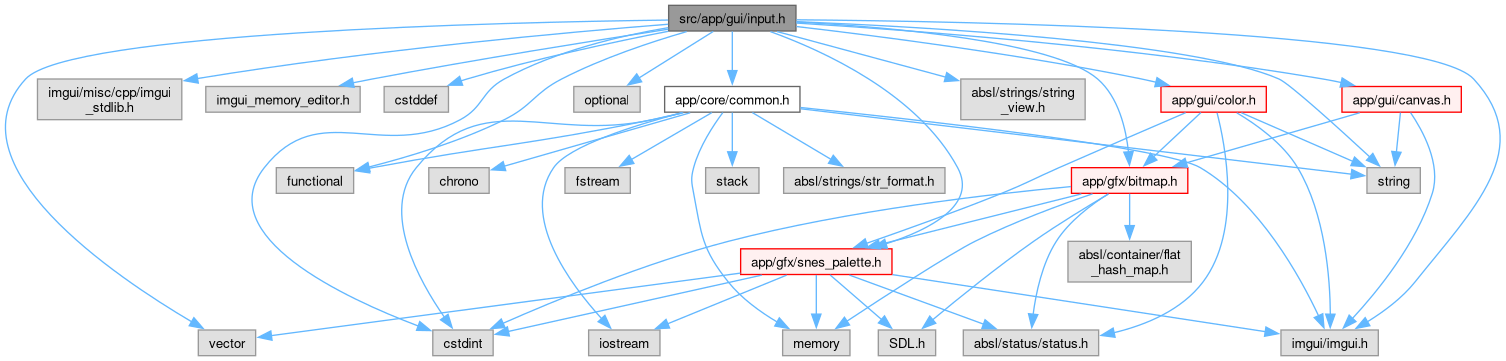 src/app/gui/input.h
imgui/misc/cpp/imgui
_stdlib.h
imgui_memory_editor.h
cstddef
optional
app/core/common.h
absl/strings/string
_view.h
app/gui/color.h
app/gui/canvas.h
functional
chrono
fstream
stack
absl/strings/str_format.h
app/gfx/bitmap.h
string
app/gfx/snes_palette.h
absl/container/flat
_hash_map.h
vector
cstdint
iostream
memory
SDL.h
absl/status/status.h
imgui/imgui.h